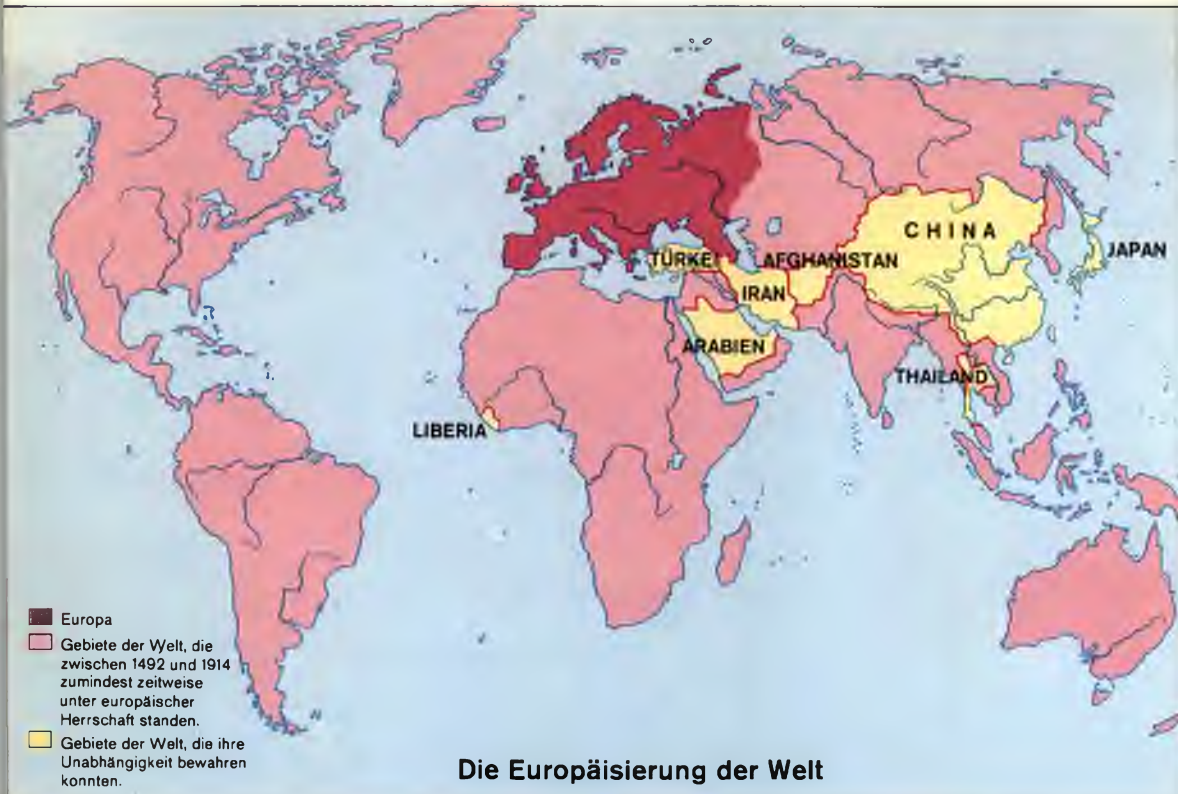 CHINA
JAPAN
TÜRKEI
AFGHANISTAN
IRAN
ARABIEN
THAILAND
LIBERIA
Europa
Gebiete der Welt, die
zwischen 1492 und 1914
zumindest zeitweise
unter europäischer
Herrschaft standen.
Gebiete der Welt, die ihre
Unabhängigkeit bewahren
konnten.
Die Europäisierung der Welt